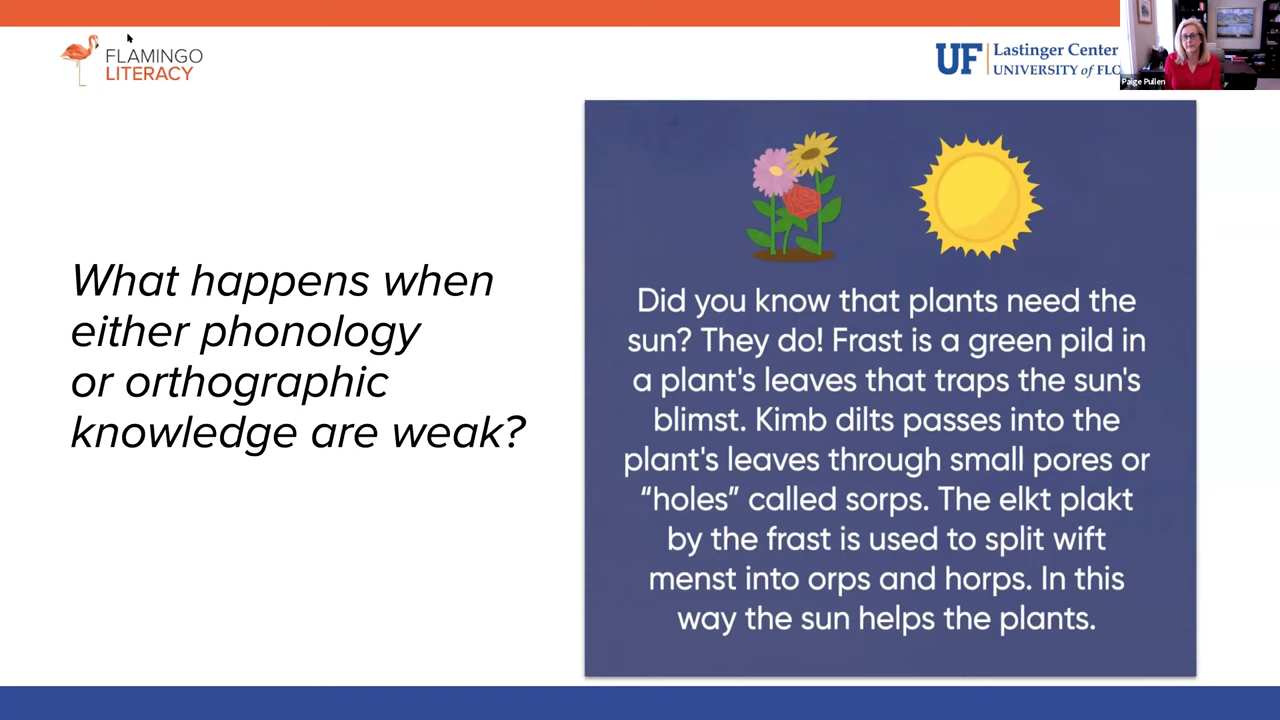 FLAMINGO
LITERACY
UF Lastinger Center
UNIVERSITY of FLO
Paige Pullen
What happens when
either phonology
or orthographic
knowledge are weak?
Did you know that plants need the
sun? They do! Frast is a green pild in
a plant's leaves that traps the sun's
blimst. Kimb dilts passes into the
plant's leaves through small pores or
“holes” called sorps. The elkt plakt
by the frast is used to split wift
menst into orps and horps. In this
way the sun helps the plants.